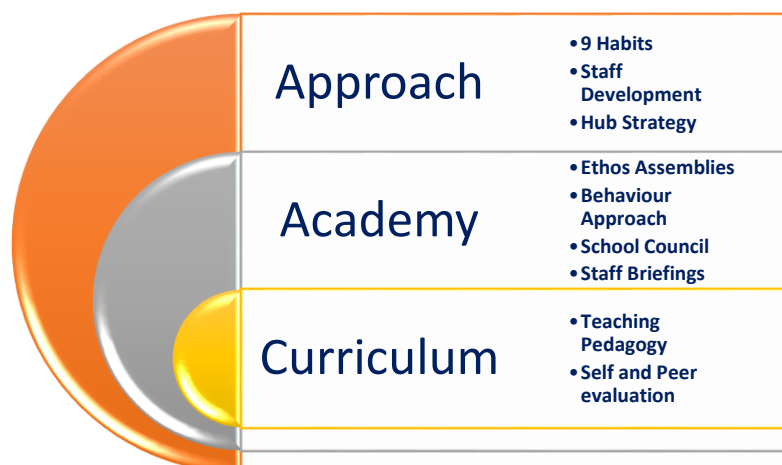 Approach
• 9 Habits
• Staff
Development
• Hub Strategy
Academy
• Ethos Assemblies
• Behaviour
Approach
• School Council
• Staff Briefings
Curriculum
• Teaching
Pedagogy
• Self and Peer
evaluation